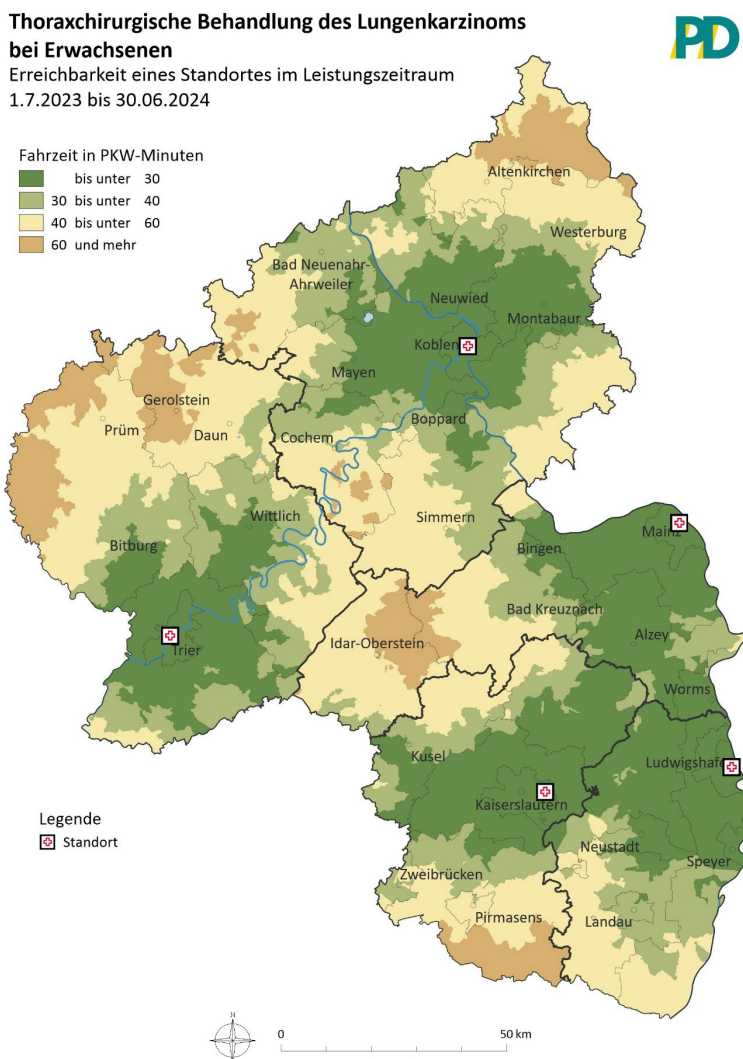 Thoraxchirurgische Behandlung des Lungenkarzinoms
bei Erwachsenen
PD
Erreichbarkeit eines Standortes im Leistungszeitraum
1.7.2023 bis 30.06.2024
Fahrzeit in PKW-Minuten
bis unter 30
30 bis unter 40
40 bis unter 60
60 und mehr
Altenkirchen
Westerburg
Bad Neuenahr-
Ahrweiler
Neuwied
Montabaur
Koblen
Mayen
Gerolstein
Boppard
Prüm
Daun
Cochem
Wittlich
Simmern
Mainz
Bitburg
Bingen
Bad Kreuznach
Idar-Oberstein
Alzey
Trier
Worms
Kusel
Ludwigshafe
Kaiserslautern
Legende
Standort
Neustadt
Speyer
Zweibrücken
Pirmasens
Landau
N
0 50 km